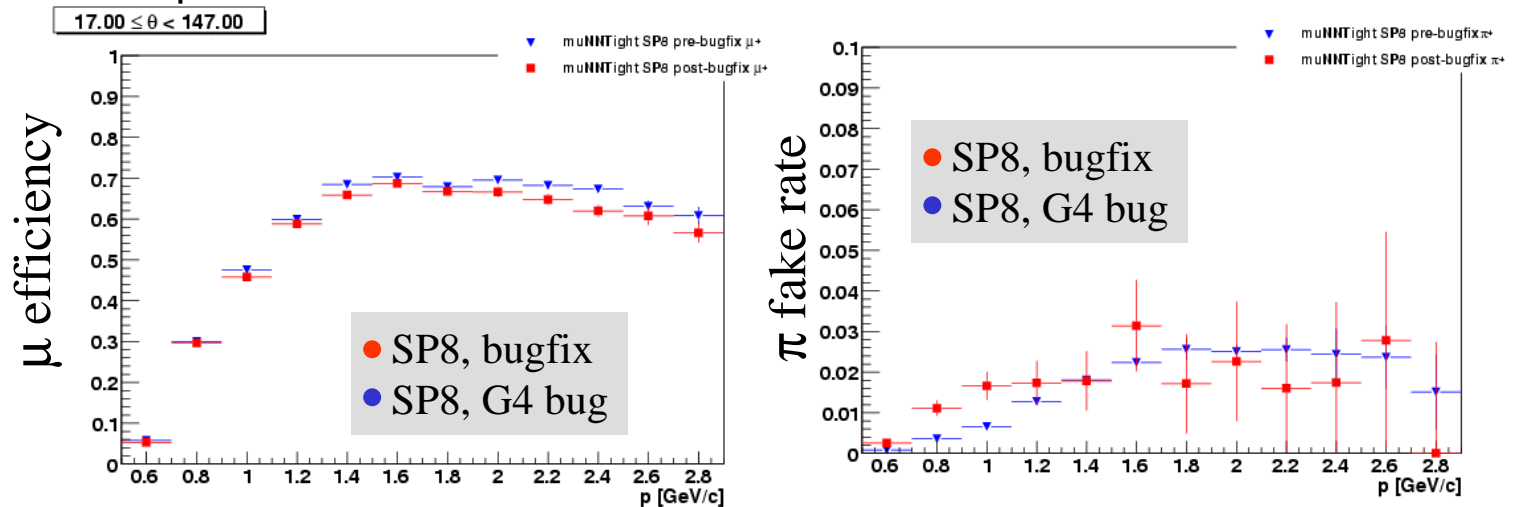 17.00 ≤ θ < 147.00
muNNTight SP8 pre-bugfix μ+
muNNTight SP8 post-bugfix μ+
μ efficiency
1
0.9
0.8
0.7
0.6
0.5
0.4
0.3
0.2
0.1
0
SP8, bugfix
SP8, G4 bug
0.6 0.8 1 1.2 1.4 1.6 1.8 2 2.2 2.4 2.6 2.8
p [GeV/c]
muNNTight SP8 pre-bugfix π+
muNNTight SP8 post-bugfix π+
π fake rate
0.1
0.09
0.08
0.07
0.06
0.05
0.04
0.03
0.02
0.01
0
SP8, bugfix
SP8, G4 bug
0.6 0.8 1 1.2 1.4 1.6 1.8 2 2.2 2.4 2.6 2.8
p [GeV/c]